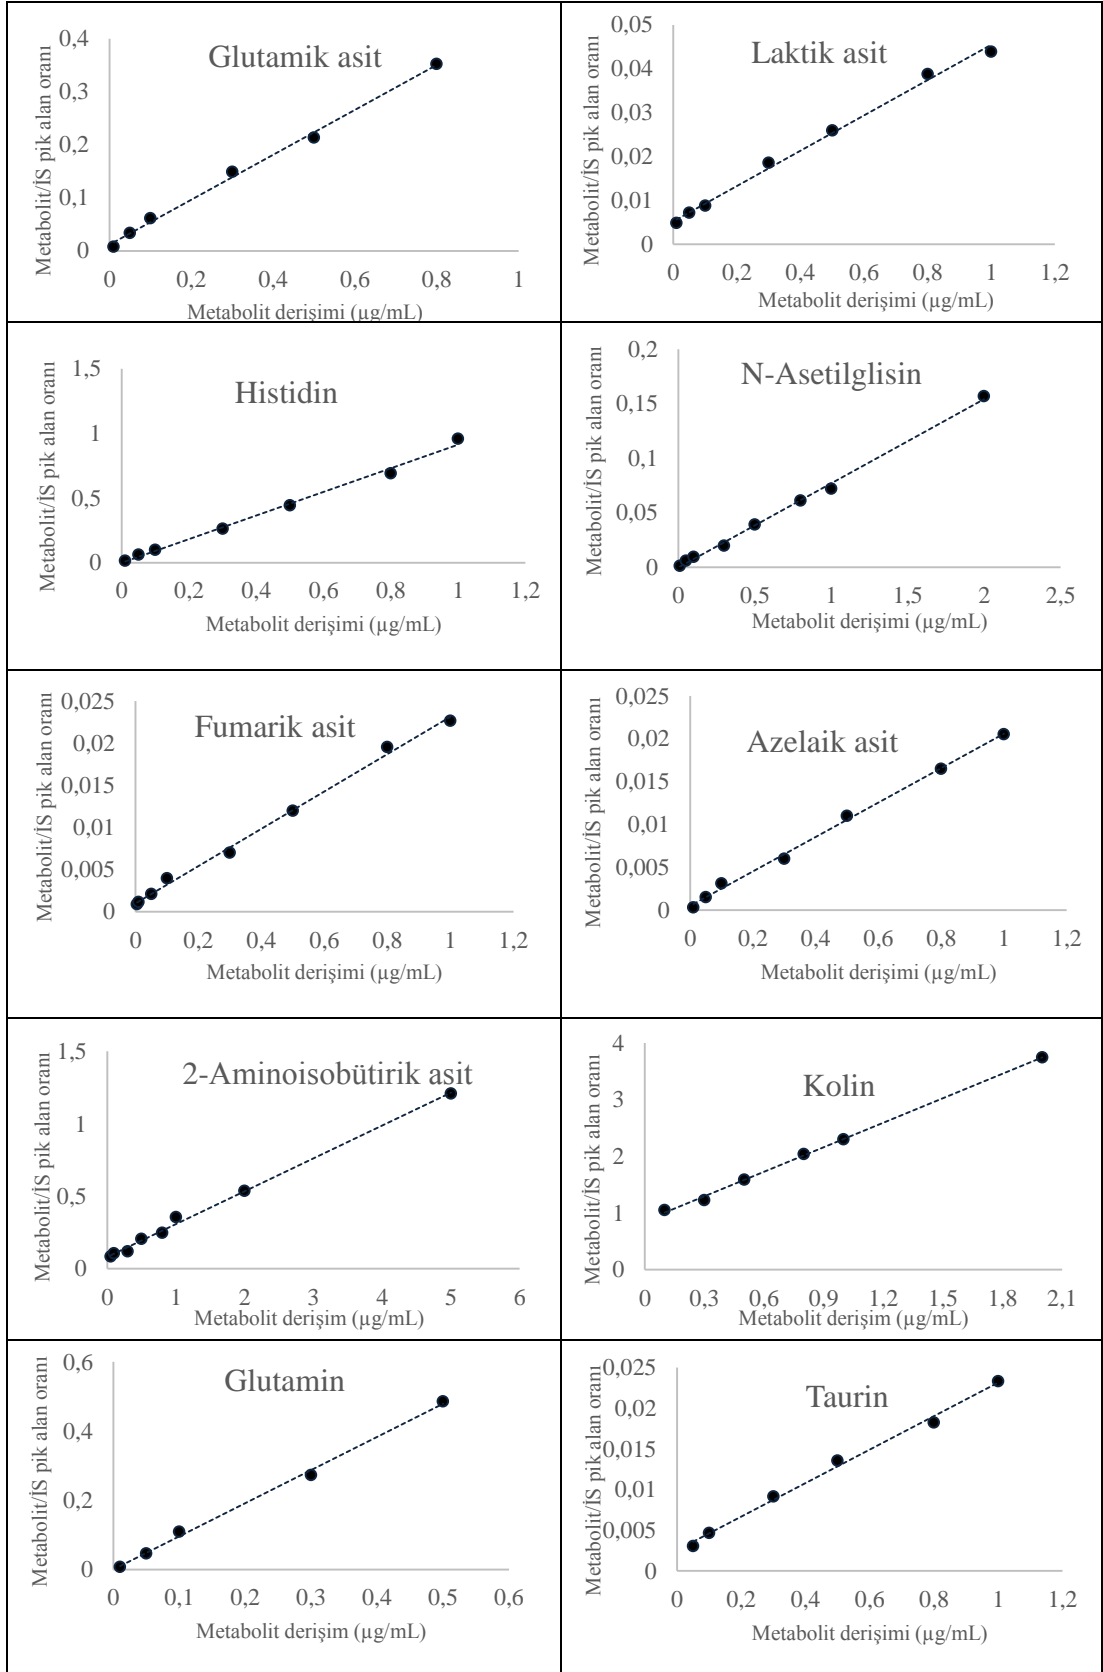 Glutamik asit
Metabolit/İS pik alan oranı
0,4
0,3
0,2
0,1
0
0 0,2 0,4 0,6 0,8 1
Metabolit derişimi (µg/mL)
Laktik asit
Metabolit/İS pik alan oranı
0,05
0,04
0,03
0,02
0,01
0
0 0,2 0,4 0,6 0,8 1 1,2
Metabolit derişimi (µg/mL)
Histidin
Metabolit/İS pik alan oranı
1,5
1
0,5
0
0 0,2 0,4 0,6 0,8 1 1,2
Metabolit derişimi (µg/mL)
N-Asetilglisin
Metabolit/İS pik alan oranı
0,2
0,15
0,1
0,05
0
0 0,5 1 1,5 2 2,5
Metabolit derişimi (µg/mL)
Fumarik asit
Metabolit/İS pik alan oranı
0,025
0,02
0,015
0,01
0,005
0
0 0,2 0,4 0,6 0,8 1 1,2
Metabolit derişimi (µg/mL)
Azelaik asit
Metabolit/İS pik alan oranı
0,025
0,02
0,015
0,01
0,005
0
0 0,2 0,4 0,6 0,8 1 1,2
Metabolit derişimi (µg/mL)
2-Aminoisobütirik asit
Metabolit/İS pik alan oranı
1,5
1
0,5
0
0 1 2 3 4 5 6
Metabolit derişim (µg/mL)
Kolin
Metabolit/İS pik alan oranı
4
3
2
1
0
0 0,3 0,6 0,9 1,2 1,5 1,8 2,1
Metabolit derişim (µg/mL)
Glutamin
Metabolit/İS pik alan oranı
0,6
0,4
0,2
0
0 0,1 0,2 0,3 0,4 0,5 0,6
Metabolit derişim (µg/mL)
Taurin
Metabolit/İS pik alan oranı
0,025
0,02
0,015
0,01
0,005
0
0 0,2 0,4 0,6 0,8 1 1,2
Metabolit derişimi (µg/mL)